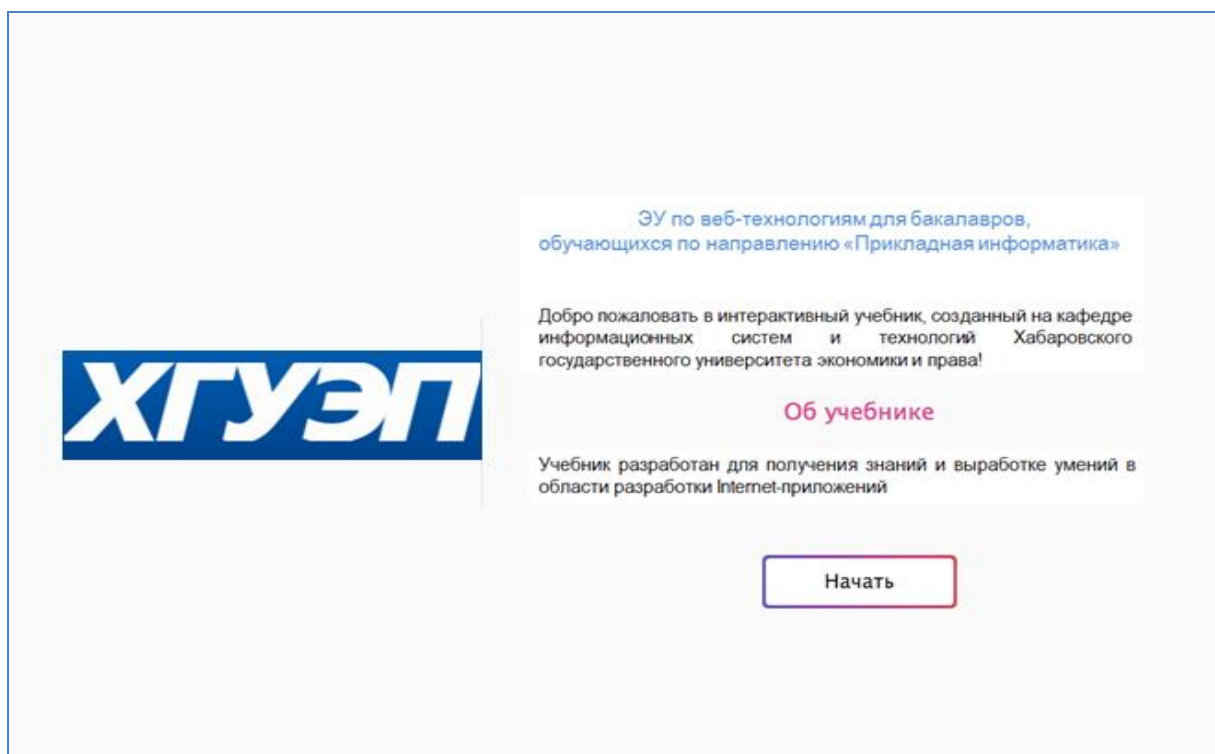 ХГУЭП
ЭУ по веб-технологиям для бакалавров,
обучающихся по направлению «Прикладная информатика»
Добро пожаловать в интерактивный учебник, созданный на кафедре
информационных систем и технологий Хабаровского
государственного университета экономики и права!
Об учебнике
Учебник разработан для получения знаний и выработке умений в
области разработки Internet-приложений
Начать